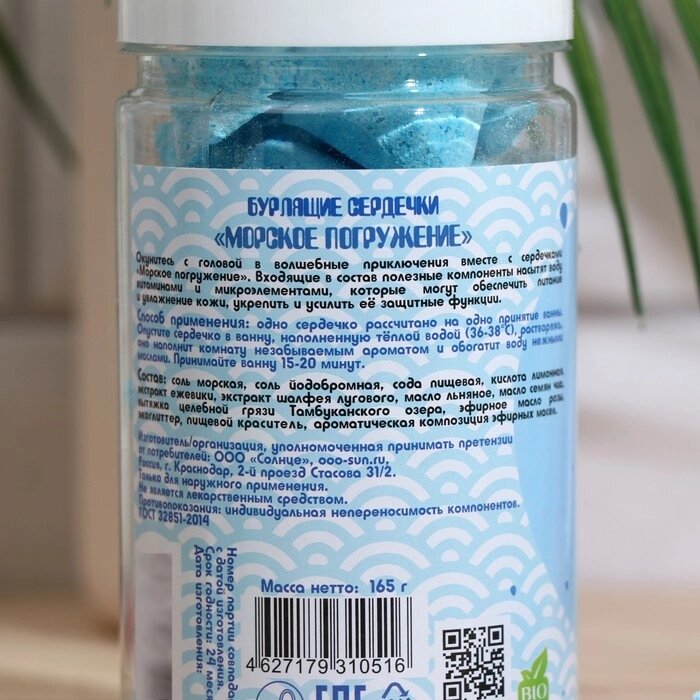 БУРЛЯЩИЕ СЕРДЕЧКИ
«МОРСКОЕ ПОГРУЖЕНИЕ»
Окунитесь с головой в волшебные приключения вместе с сердечками
«Морское погружение». Входящие в состав полезные компоненты насытят воду
витаминами и микроэлементами, которые могут обеспечить питание
и увлажнение кожи, укрепить и усилить её защитные функции.
Способ применения: одно сердечко рассчитано на одно принятие ванны.
Опустите сердечко в ванну, наполненную тёплой водой (36-38°С), растворяясь,
оно наполнит комнату незабываемым ароматом и обогатит воду нежными
маслами. Принимайте ванну 15-20 минут.
Состав: соль морская, соль йодобромная, сода пищевая, кислота лимонная,
экстракт ежевики, экстракт шалфея лугового, масло льняное, масло семян чиа,
вытяжка целебной грязи Тамбуканского озера, эфирное масло розы,
экоглиттер, пищевой краситель, ароматическая композиция эфирных масел.
Изготовитель/организация, уполномоченная принимать претензии
от потребителей: ООО «Солнце», ooo-sun.ru,
Россия, г. Краснодар, 2-й проезд Стасова 31/2.
Только для наружного применения.
Не является лекарственным средством.
Противопоказания: индивидуальная непереносимость компонентов.
ГОСТ 32851-2014
Номер партии совпада
с датой изготовления.
Срок годности: 24 меся
Дата изготовления:
Масса нетто: 165 г
4 627179 310516
BIO